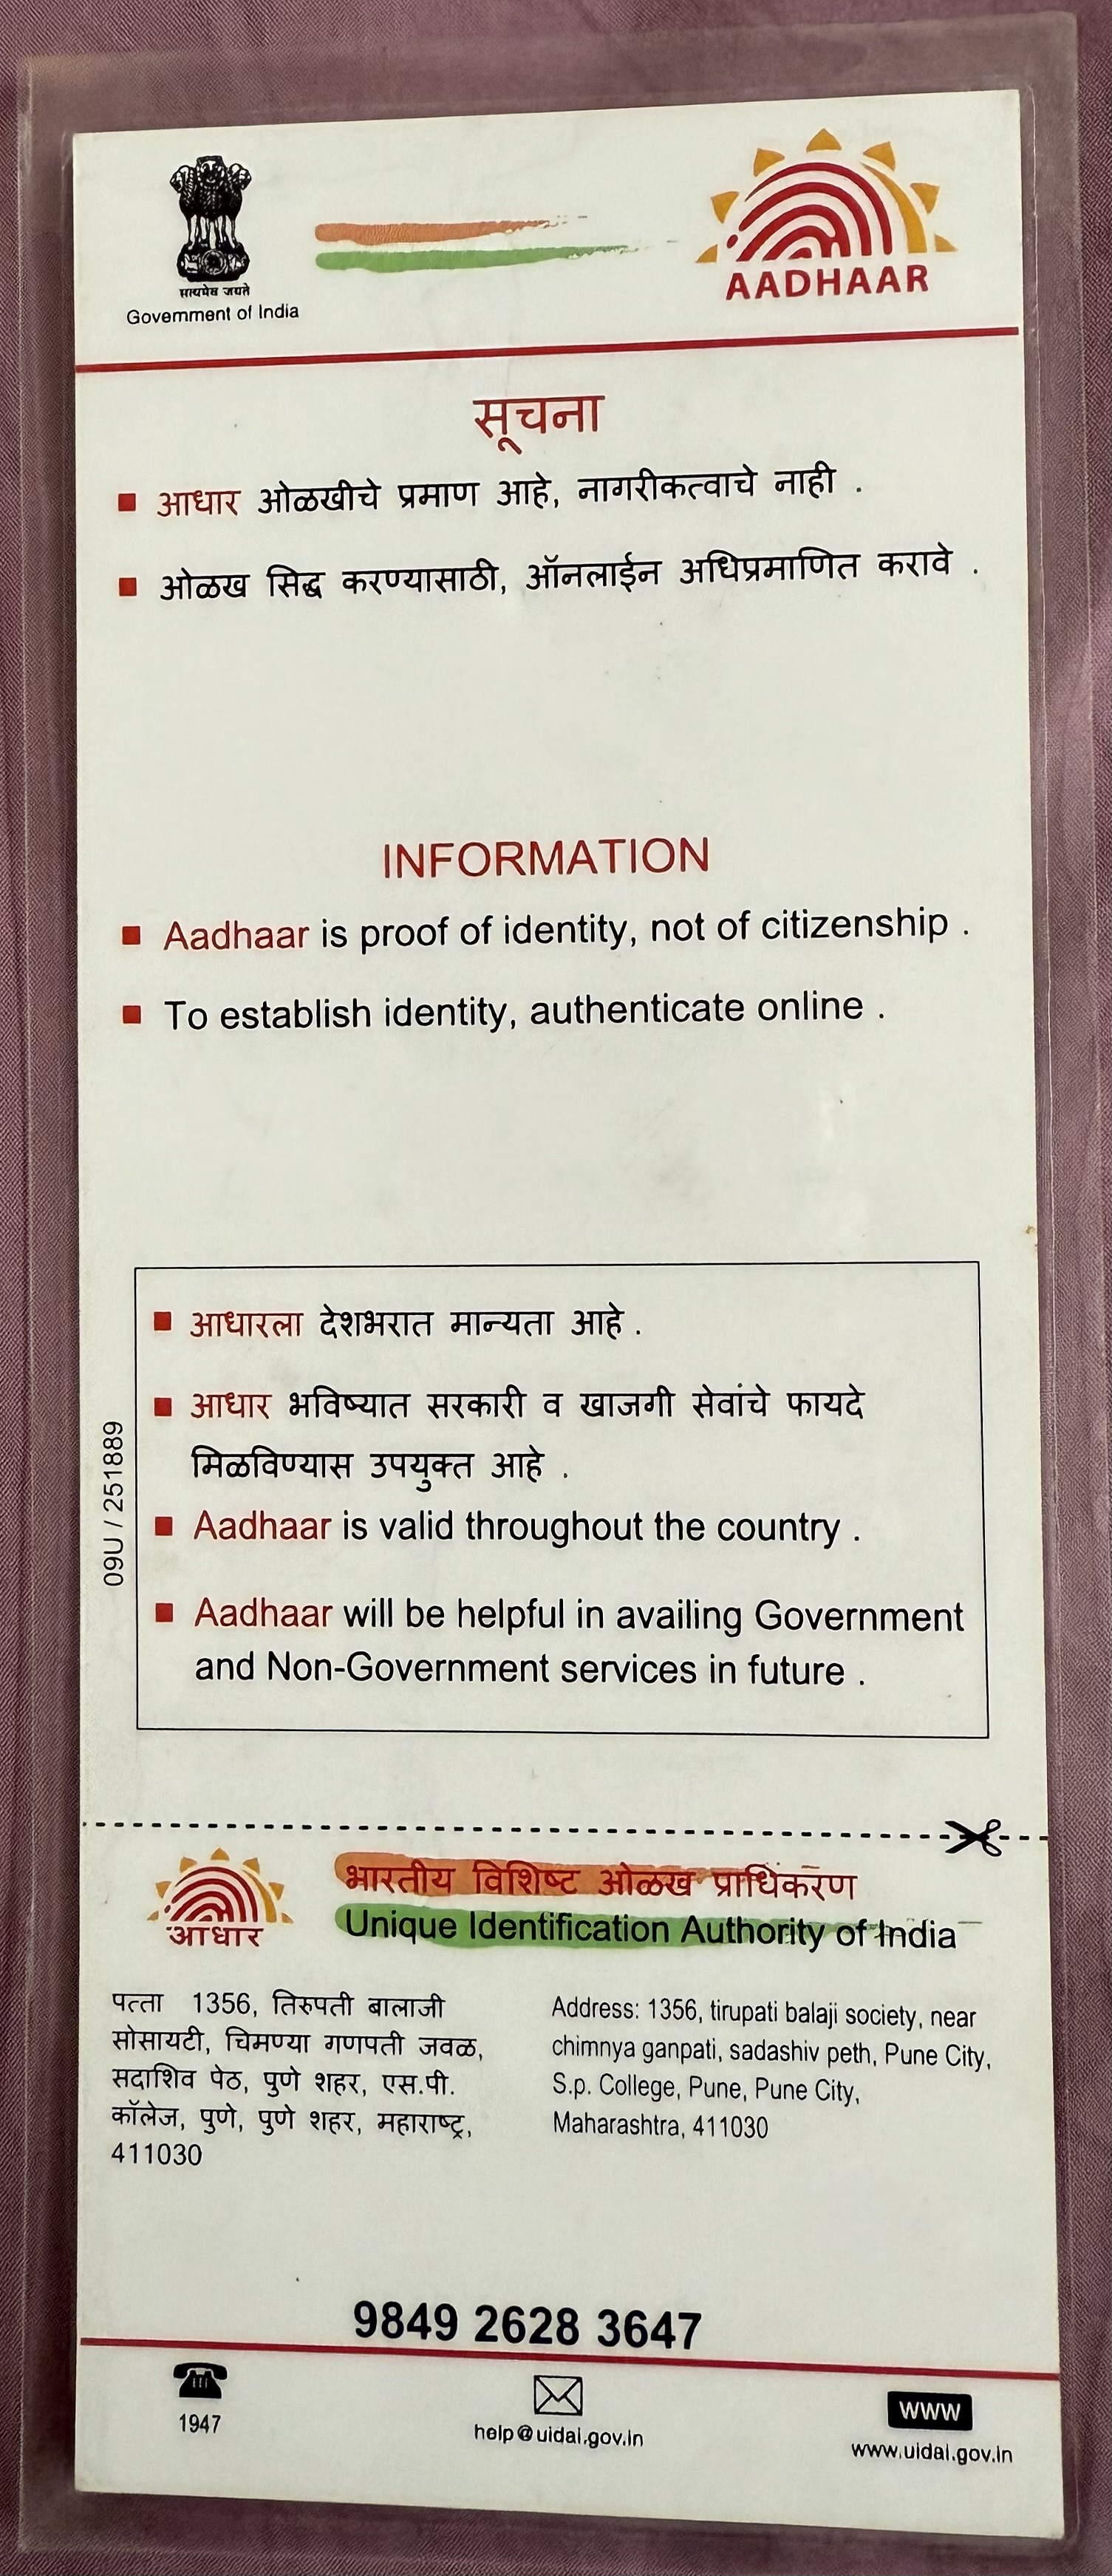 सत्यमेव जयते
Government of India
AADHAAR
सूचना
आधार ओळखीचे प्रमाण आहे, नागरीकत्वाचे नाही .
ओळख सिद्ध करण्यासाठी, ऑनलाईन अधिप्रमाणित करावे .
INFORMATION
Aadhaar is proof of identity, not of citizenship .
To establish identity, authenticate online .
आधारला देशभरात मान्यता आहे .
आधार भविष्यात सरकारी व खाजगी सेवांचे फायदे
मिळविण्यास उपयुक्त आहे .
Aadhaar is valid throughout the country .
Aadhaar will be helpful in availing Government
and Non-Government services in future .
09U / 251889
आधार
भारतीय विशिष्ट ओळख प्राधिकरण
Unique Identification Authority of India
पत्ता 1356, तिरुपती बालाजी
सोसायटी, चिमण्या गणपती जवळ,
सदाशिव पेठ, पुणे शहर, एस.पी.
कॉलेज, पुणे, पुणे शहर, महाराष्ट्र,
411030
Address: 1356, tirupati balaji society, near
chimnya ganpati, sadashiv peth, Pune City,
S.p. College, Pune, Pune City,
Maharashtra, 411030
9849 2628 3647
1947
help@uidai.gov.in
www
www.uidai.gov.in